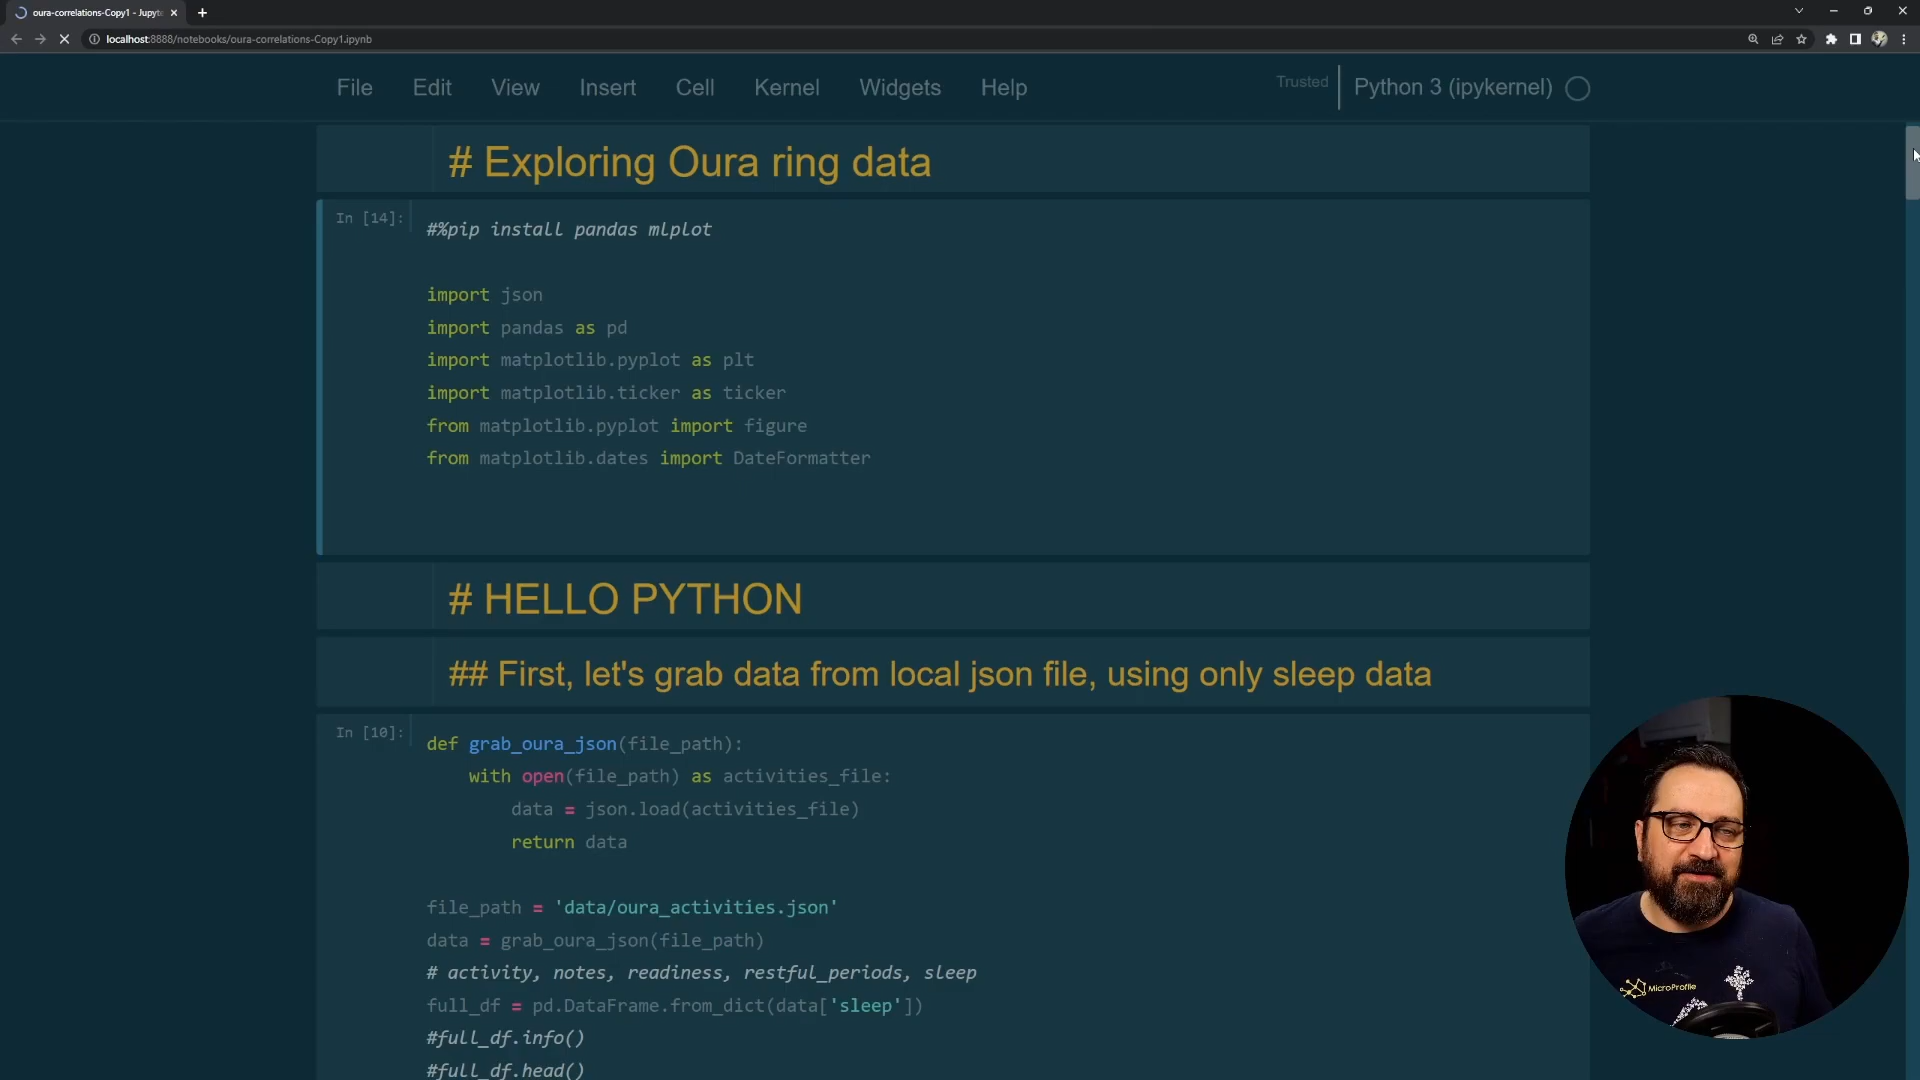 oura-correlations-Copy1 - Jupyt
localhost:8888/notebooks/oura-correlations-Copy1.ipynb
File Edit View Insert Cell Kernel Widgets Help Trusted Python 3 (ipykernel)
# Exploring Oura ring data
In [14]:
#%pip install pandas mlplot
import json
import pandas as pd
import matplotlib.pyplot as plt
import matplotlib.ticker as ticker
from matplotlib.pyplot import figure
from matplotlib.dates import DateFormatter
# HELLO PYTHON
## First, let's grab data from local json file, using only sleep data
In [10]:
def grab_oura_json(file_path):
with open(file_path) as activities_file:
data = json.load(activities_file)
return data
file_path = 'data/oura_activities.json'
data = grab_oura_json(file_path)
# activity, notes, readiness, restful_periods, sleep
full_df = pd.DataFrame.from_dict(data['sleep'])
#full_df.info()
#full_df.head()
MicroProfile